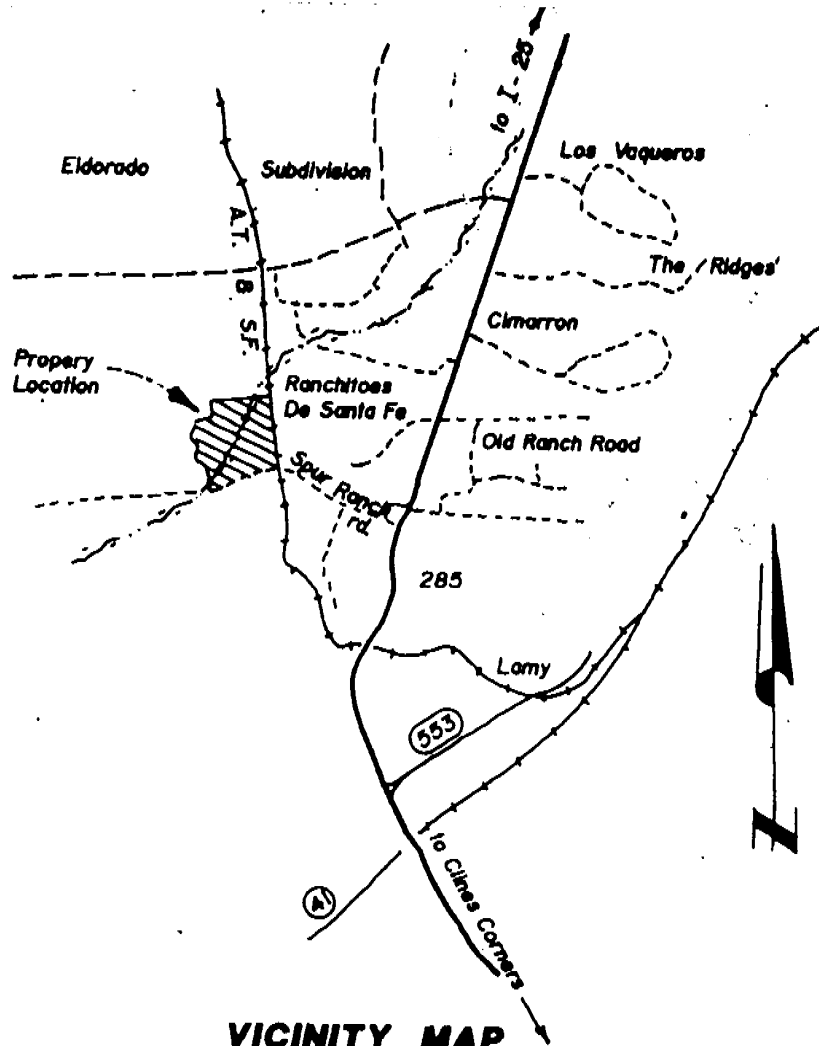 to I-25
Los Vaqueros
Eldorado
Subdivision
A.T. & S.F.
The 'Ridges'
Cimarron
Propery
Location
Ranchitoes
De Santa Fe
Old Ranch Road
Spur Ranch
rd.
285
Lamy
553
to Clines Corners
N
VICINITY MAP